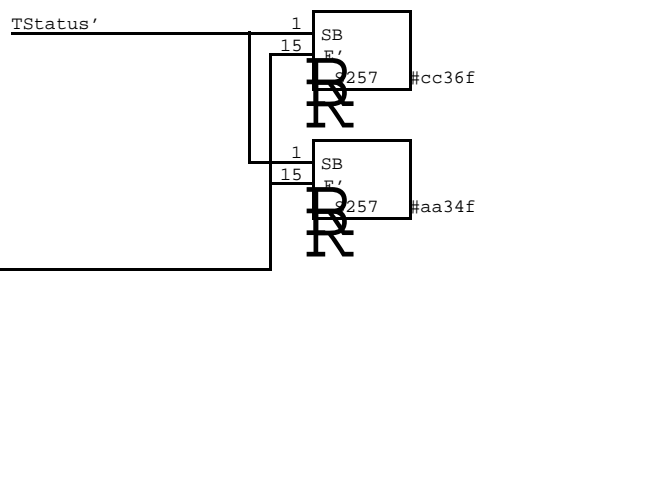 TStatus’
1
SB
15
E’
R
S257 #cc36f
R
1
SB
15
E’
R
S257 #aa34f
R